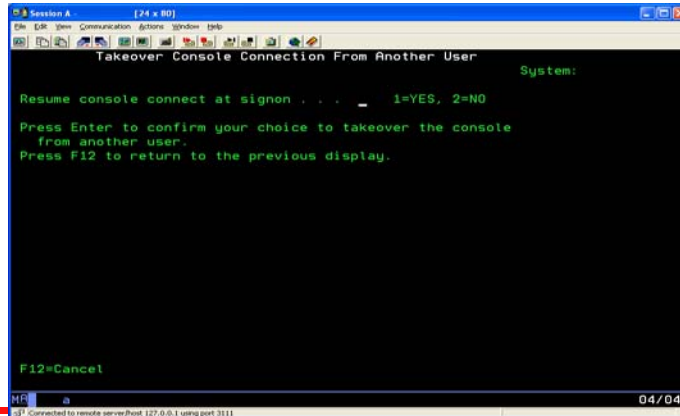 Session A - [24 x 80]
File Edit View Communication Actions Window Help
Takeover Console Connection From Another User
System:
Resume console connect at signon . . . _ 1=YES, 2=NO
Press Enter to confirm your choice to takeover the console
from another user.
Press F12 to return to the previous display.
F12=Cancel
MA a 04/04
Connected to remote server/host 127.0.0.1 using port 3111